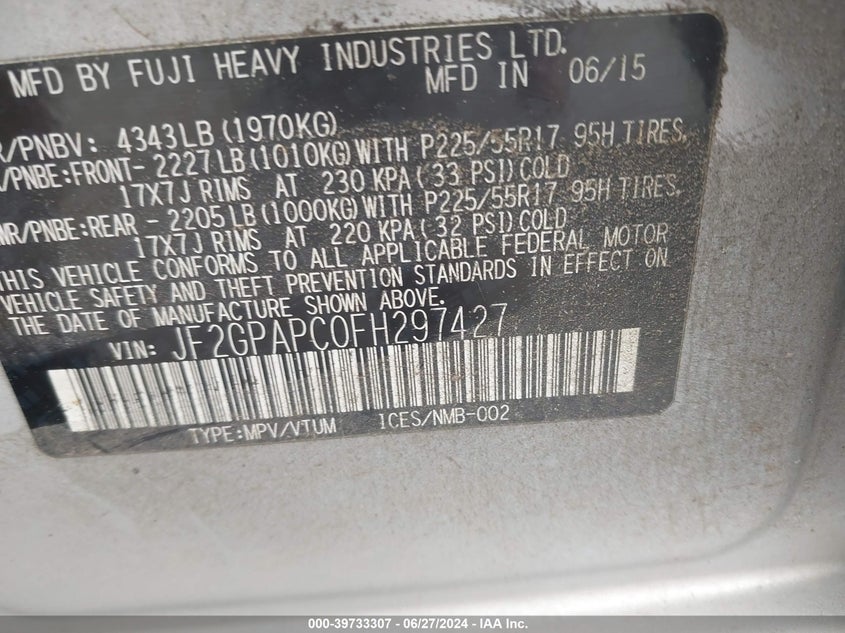 MFD BY FUJI HEAVY INDUSTRIES LTD.
MFD IN 06/15
R/PNBV: 4343LB(1970KG)
/PNBE:FRONT- 2227LB(1010KG)WITH P225/55R17 95H TIRES,
17X7J RIMS AT 230 KPA(33 PSI)COLD
WR/PNBE:REAR - 2205LB(1000KG)WITH P225/55R17 95H TIRES,
17X7J RIMS AT 220 KPA(32 PSI)COLD
THIS VEHICLE CONFORMS TO ALL APPLICABLE FEDERAL MOTOR
VEHICLE SAFETY AND THEFT PREVENTION STANDARDS IN EFFECT ON
THE DATE OF MANUFACTURE SHOWN ABOVE.
VIN: JF2GPAPC0FH297427
TYPE:MPV/VTUM ICES/NMB-002
000-39733307 - 06/27/2024 - IAA Inc.